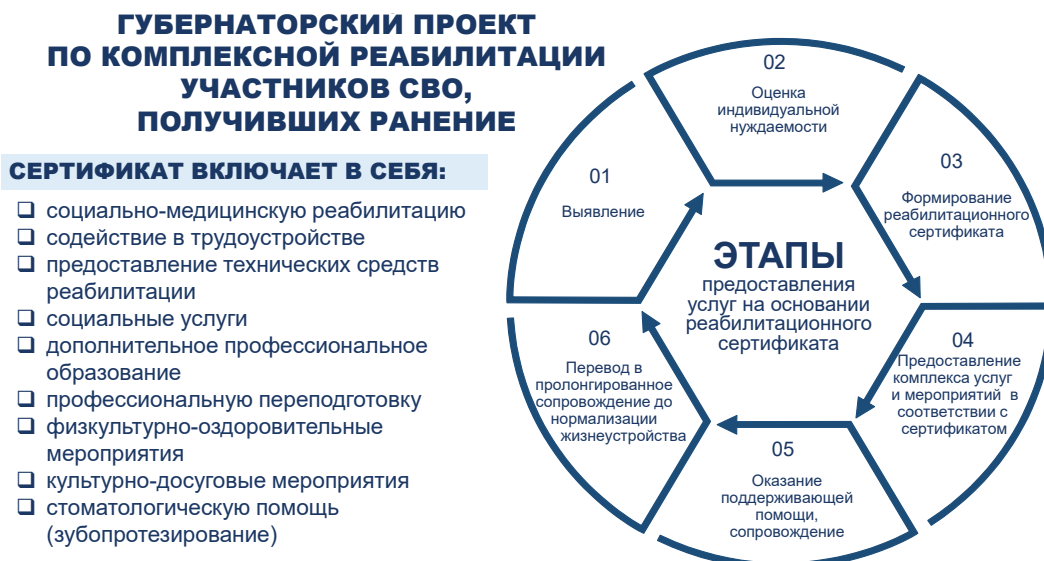 ГУБЕРНАТОРСКИЙ ПРОЕКТ
ПО КОМПЛЕКСНОЙ РЕАБИЛИТАЦИИ
УЧАСТНИКОВ СВО,
ПОЛУЧИВШИХ РАНЕНИЕ
СЕРТИФИКАТ ВКЛЮЧАЕТ В СЕБЯ:
социально-медицинскую реабилитацию
содействие в трудоустройстве
предоставление технических средств
реабилитации
социальные услуги
дополнительное профессиональное
образование
профессиональную переподготовку
физкультурно-оздоровительные
мероприятия
культурно-досуговые мероприятия
стоматологическую помощь
(зубопротезирование)
ЭТАПЫ
предоставления
услуг на основании
реабилитационного
сертификата
01
Выявление
02
Оценка
индивидуальной
нуждаемости
03
Формирование
реабилитационного
сертификата
04
Предоставление
комплекса услуг
и мероприятий в
соответствии с
сертификатом
05
Оказание
поддерживающей
помощи,
сопровождение
06
Перевод в
пролонгированное
сопровождение до
нормализации
жизнеустройства